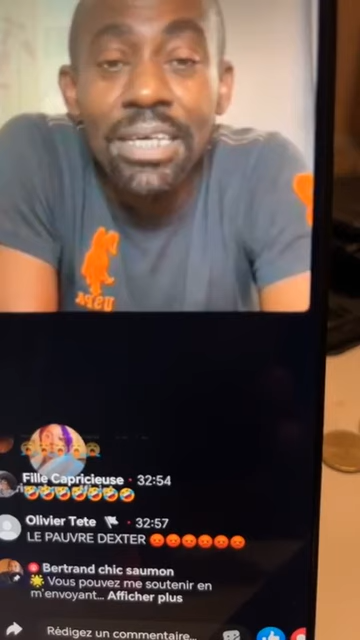 USPA
Fille Capricieuse · 32:54
Olivier Tete · 32:57
LE PAUVRE DEXTER 😡😡😡😡😡😡
Bertrand chic saumon
🌟 Vous pouvez me soutenir en
m'envoyant... Afficher plus
Rédigez un commentaire...